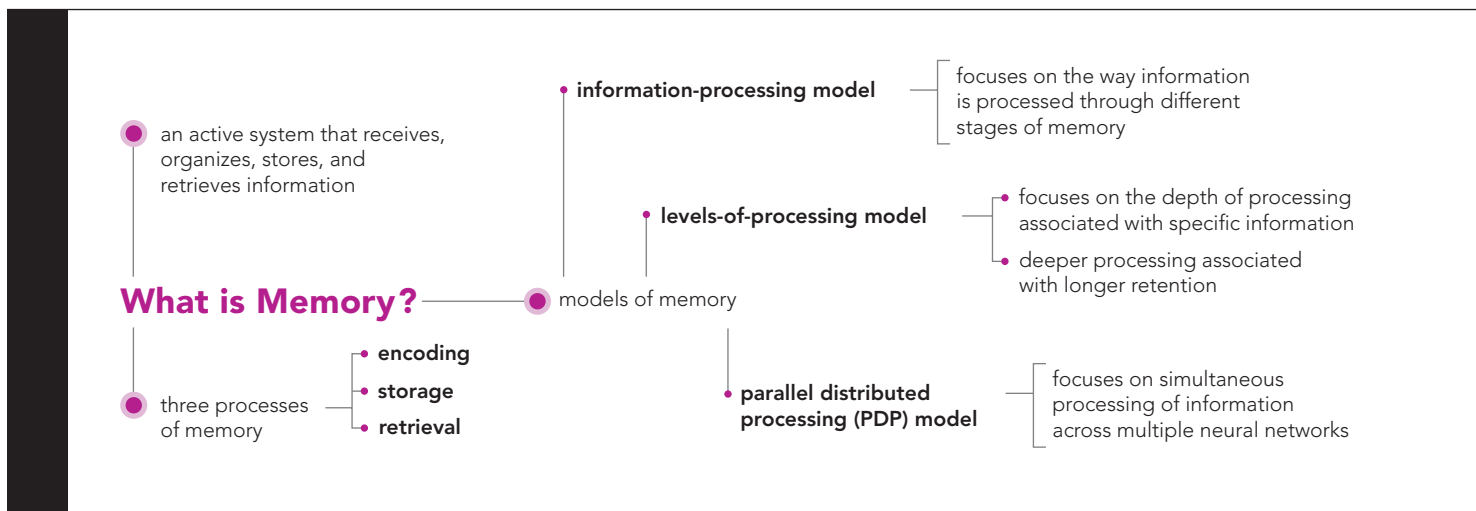 an active system that receives,
organizes, stores, and
retrieves information
What is Memory?
three processes
of memory
encoding
storage
retrieval
models of memory
information-processing model
focuses on the way information
is processed through different
stages of memory
levels-of-processing model
focuses on the depth of processing
associated with specific information
deeper processing associated
with longer retention
parallel distributed
processing (PDP) model
focuses on simultaneous
processing of information
across multiple neural networks